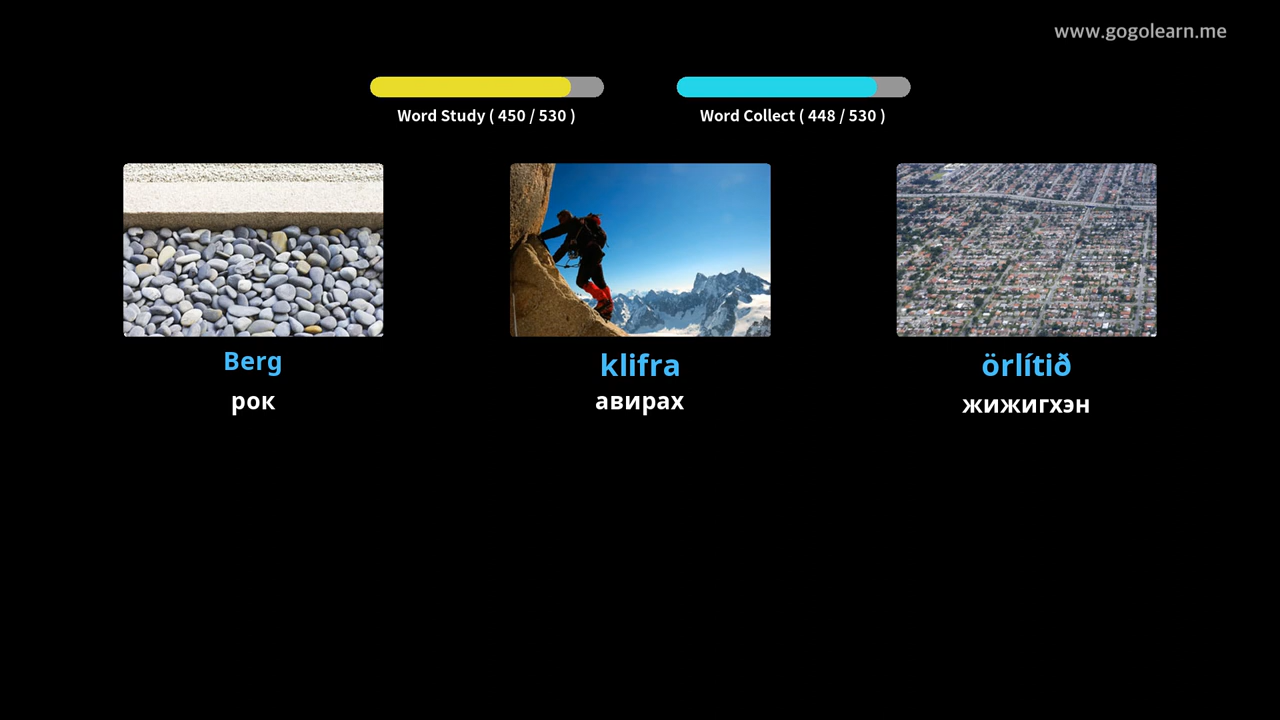 www.gogolearn.me
Word Study ( 450 / 530 )
Word Collect ( 448 / 530 )
Berg
рок
klifra
авирах
örlítið
жижигхэн